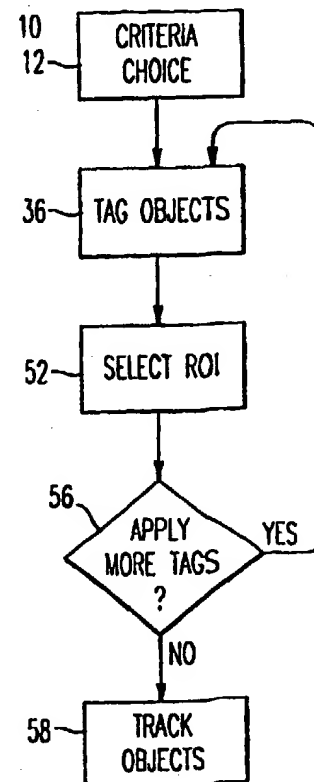 10
12
CRITERIA
CHOICE
36
TAG OBJECTS
52
SELECT ROI
56
APPLY
MORE TAGS
?
YES
NO
58
TRACK
OBJECTS